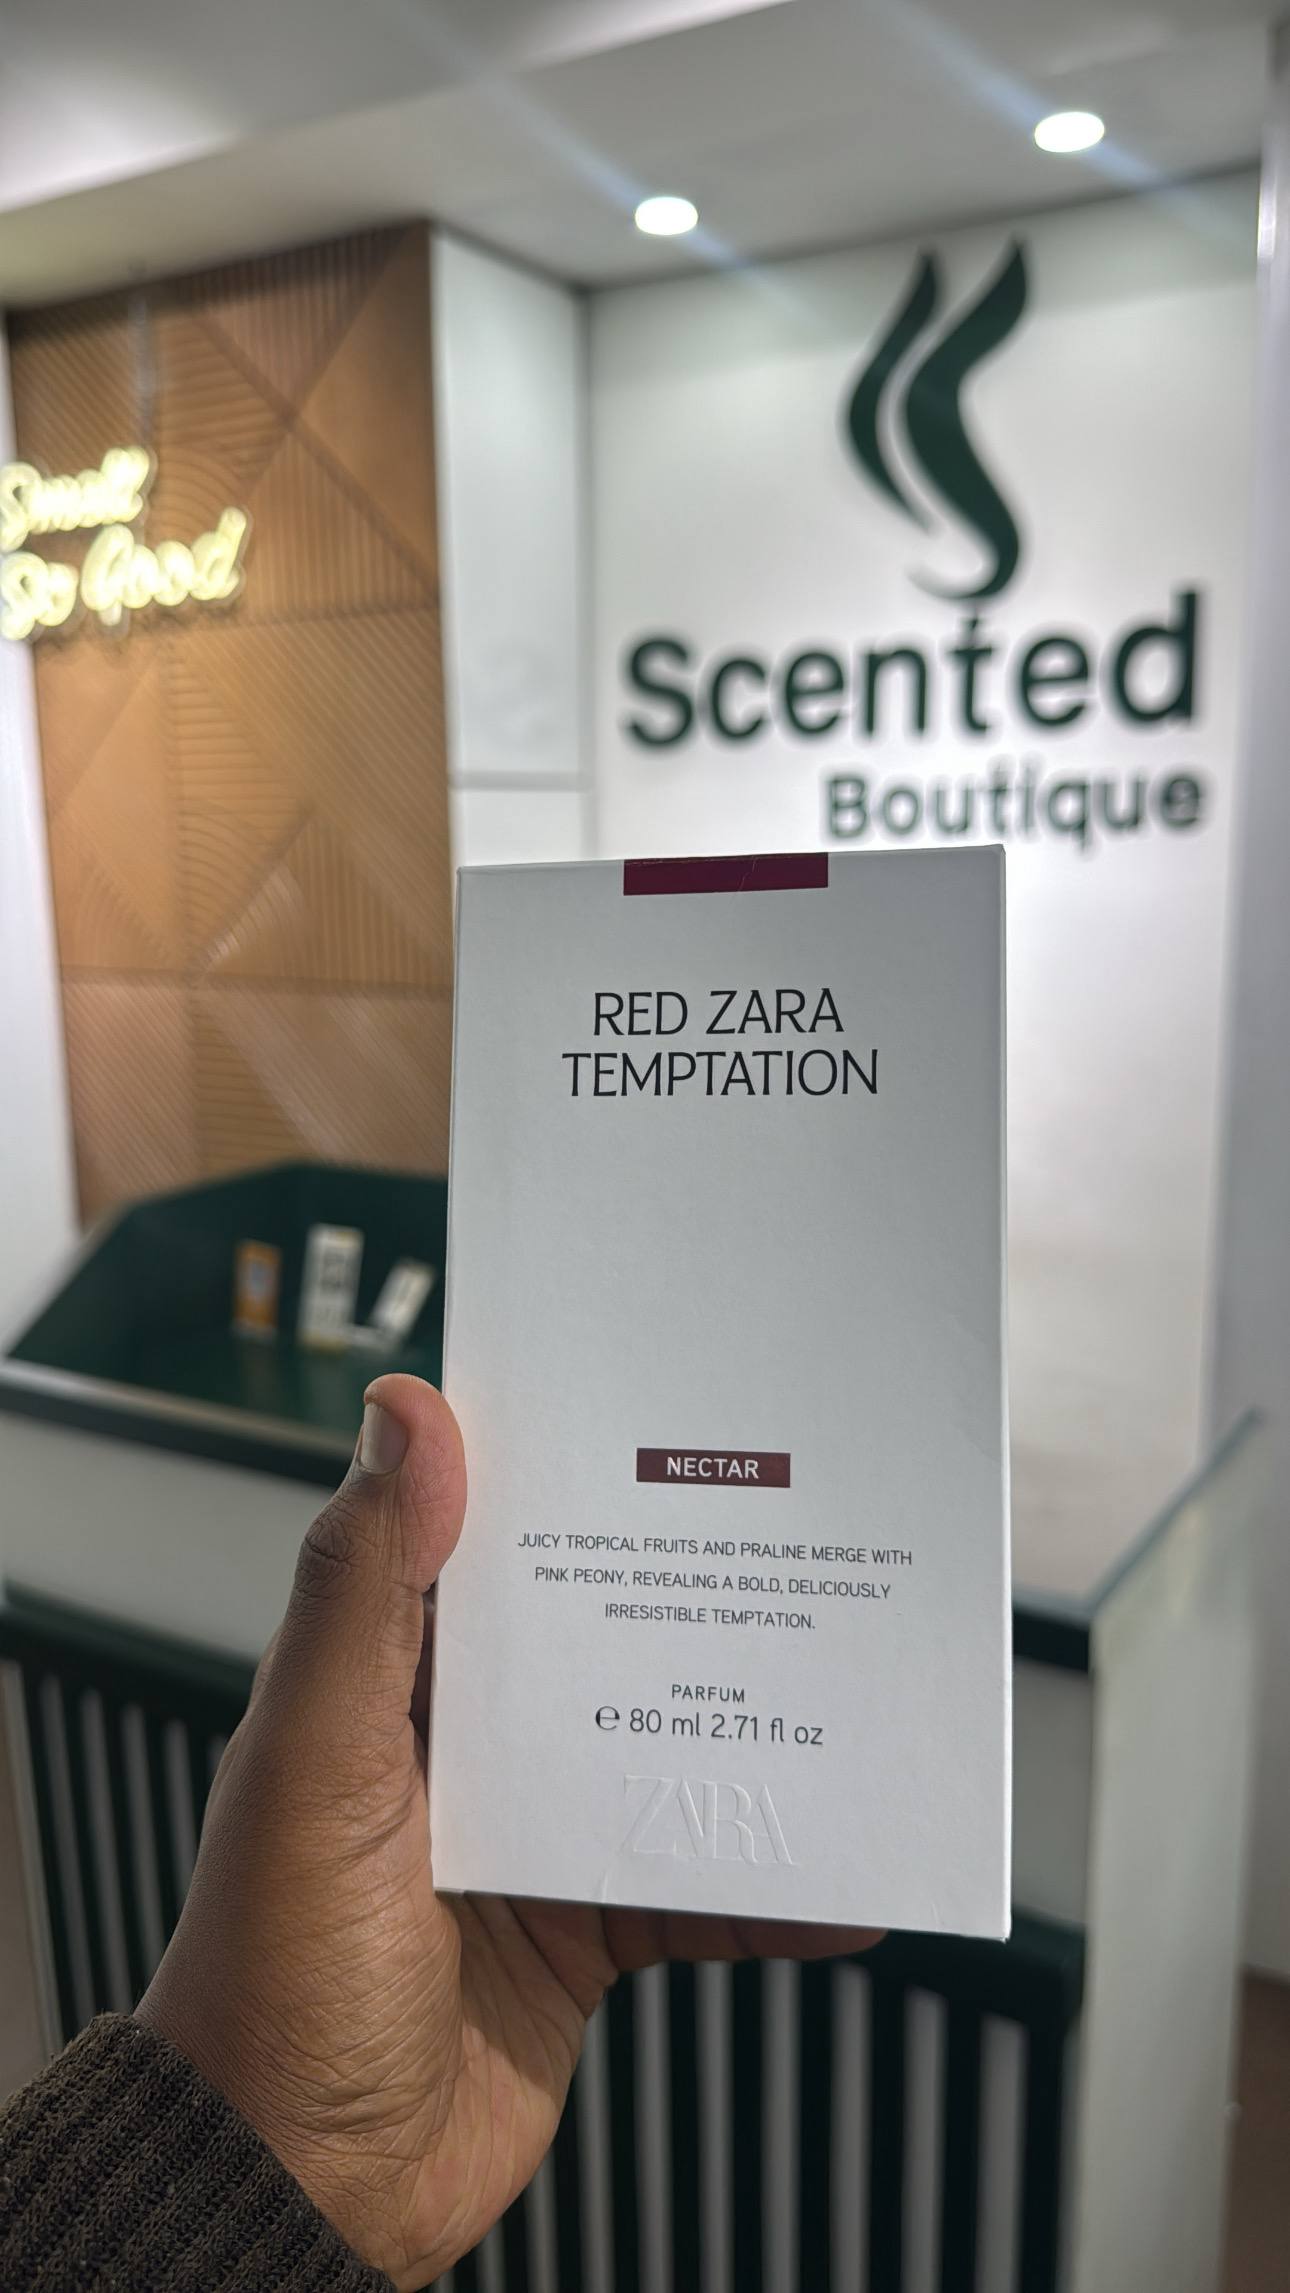 Smell
So Good
Scented
Boutique
RED ZARA
TEMPTATION
NECTAR
JUICY TROPICAL FRUITS AND PRALINE MERGE WITH
PINK PEONY, REVEALING A BOLD, DELICIOUSLY
IRRESISTIBLE TEMPTATION.
PARFUM
℮ 80 ml 2.71 fl oz
ZARA